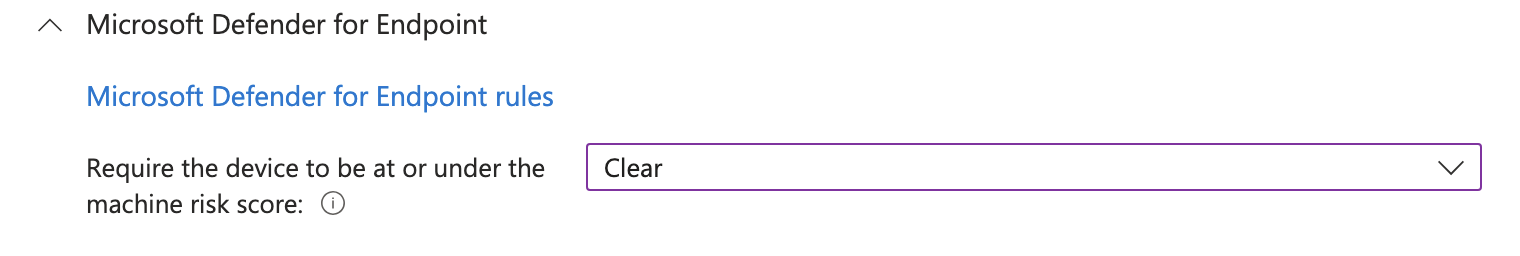 Microsoft Defender for Endpoint
Microsoft Defender for Endpoint rules
Require the device to be at or under the
machine risk score:
Clear